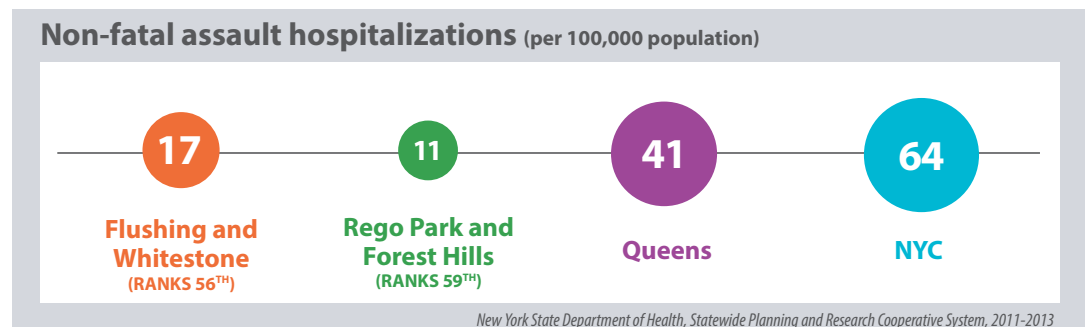 Non-fatal assault hospitalizations (per 100,000 population)
17
11
41
64
Flushing and
Whitestone
(RANKS 56TH)
Rego Park and
Forest Hills
(RANKS 59TH)
Queens
NYC
New York State Department of Health, Statewide Planning and Research Cooperative System, 2011-2013